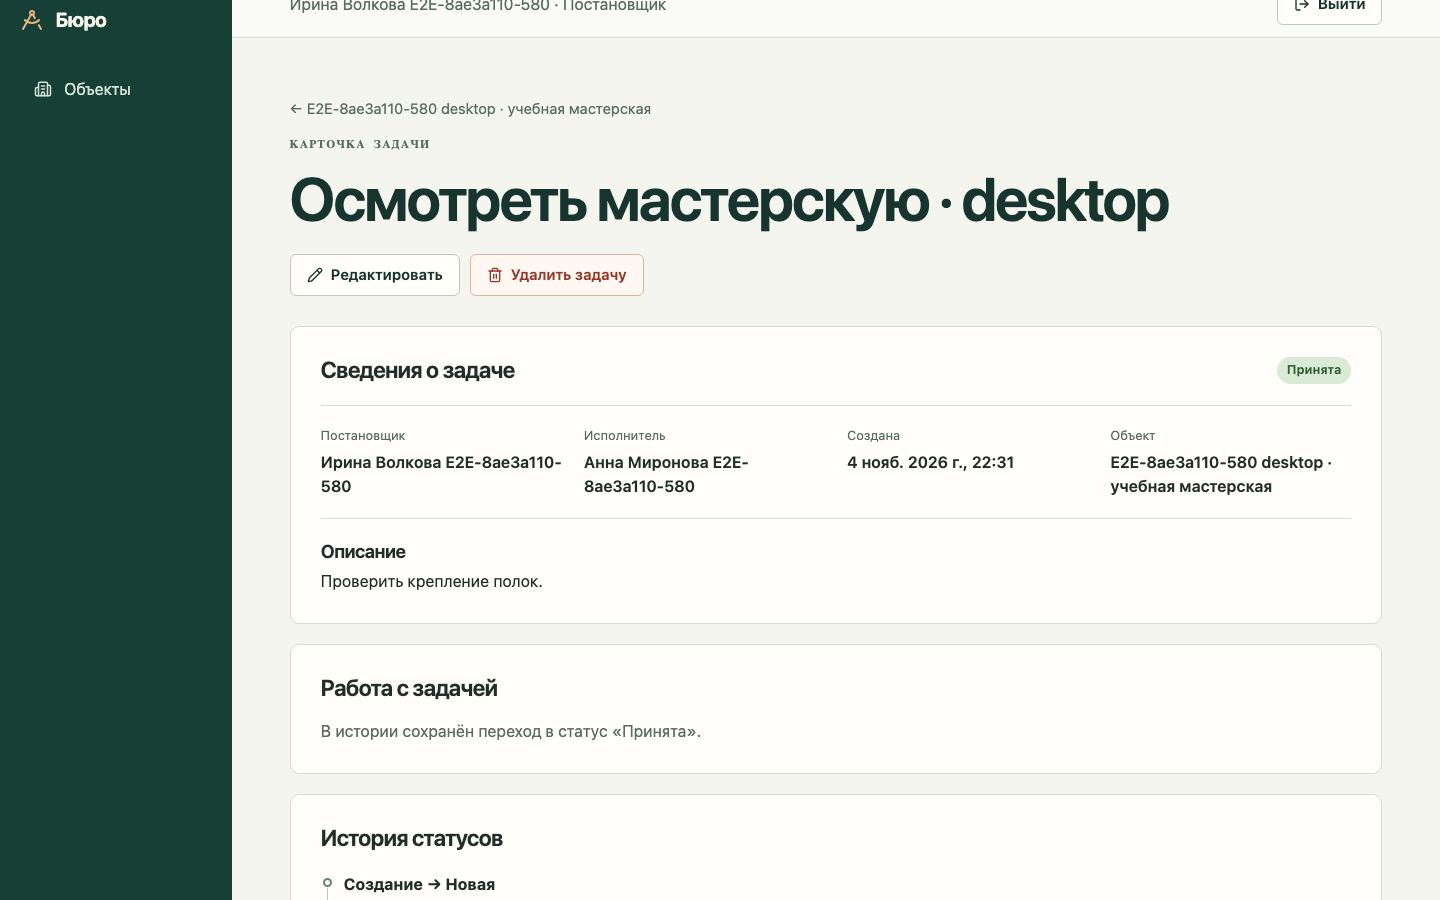 Бюро
Ирина Волкова E2E-8ae3a110-580 · Постановщик
Выйти
Объекты
← E2E-8ae3a110-580 desktop · учебная мастерская
КАРТОЧКА ЗАДАЧИ
Осмотреть мастерскую · desktop
Редактировать
Удалить задачу
Сведения о задаче
Принята
Постановщик
Ирина Волкова E2E-8ae3a110-
580
Исполнитель
Анна Миронова E2E-
8ae3a110-580
Создана
4 нояб. 2026 г., 22:31
Объект
E2E-8ae3a110-580 desktop ·
учебная мастерская
Описание
Проверить крепление полок.
Работа с задачей
В истории сохранён переход в статус «Принята».
История статусов
Создание → Новая